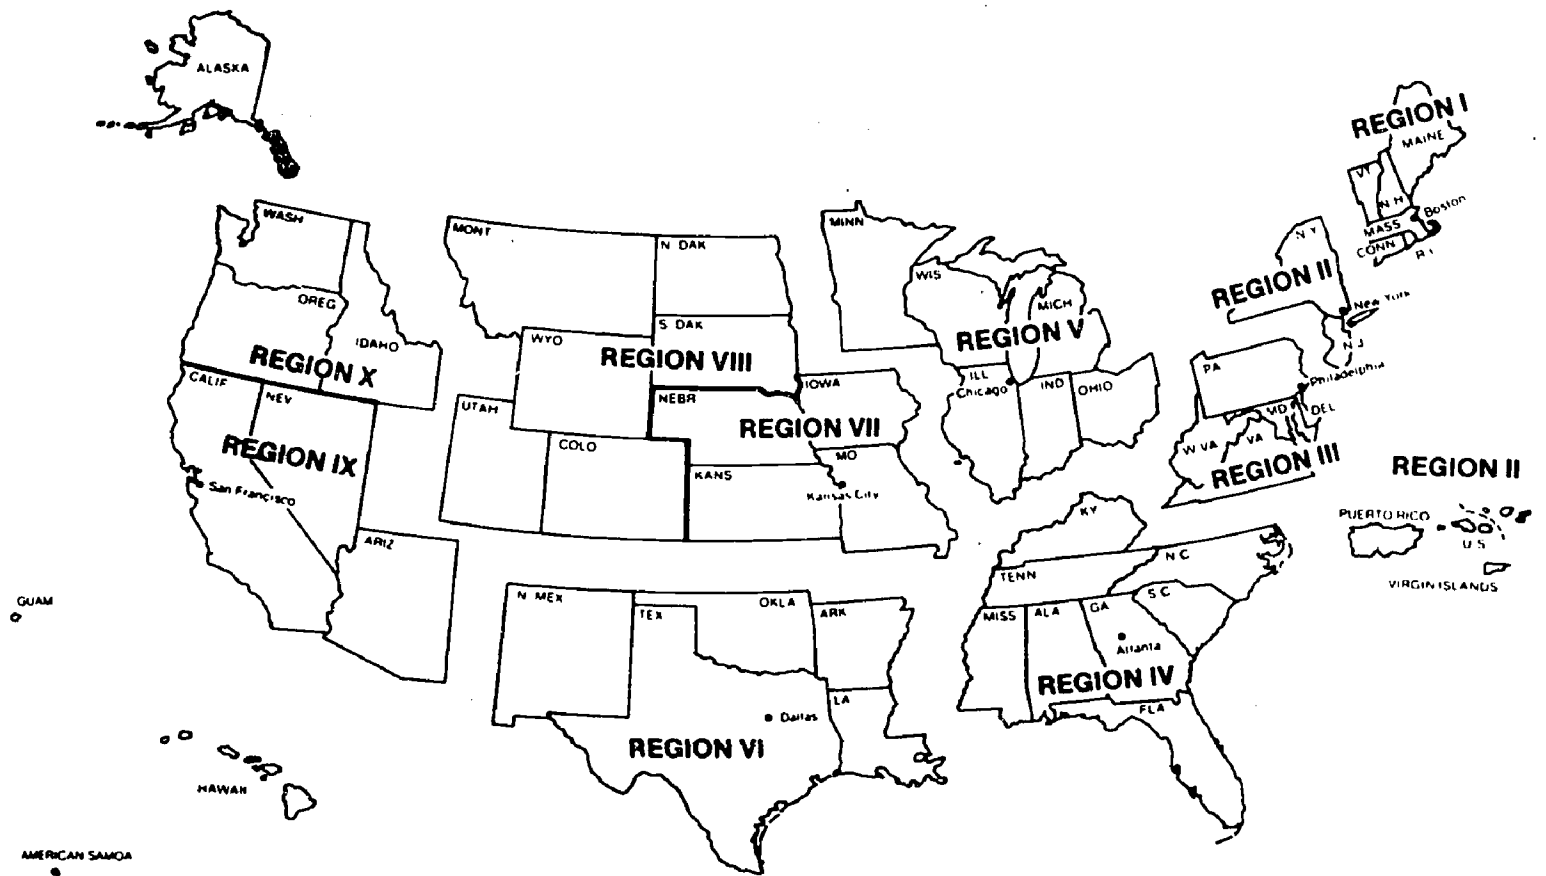 ALASKA
REGION I
MAINE
VT
N H
Boston
MASS
CONN
R I
WASH
MONT
N DAK
MINN
N Y
REGION II
New York
OREG
IDAHO
WYO
S DAK
WIS
MICH
REGION V
N J
REGION X
REGION VIII
PA
Philadelphia
CALIF
NEV
UTAH
NEBR
IOWA
ILL
Chicago
IND
OHIO
MD
DEL
REGION VII
REGION IX
COLO
W VA
VA
REGION III
REGION II
San Francisco
KANS
MO
Kansas City
KY
PUERTO RICO
U.S.
VIRGIN ISLANDS
ARIZ
TENN
N C
GUAM
N MEX
TEX
OKLA
ARK
MISS
ALA
GA
S C
Atlanta
REGION IV
LA
FLA
Dallas
REGION VI
HAWAII
AMERICAN SAMOA